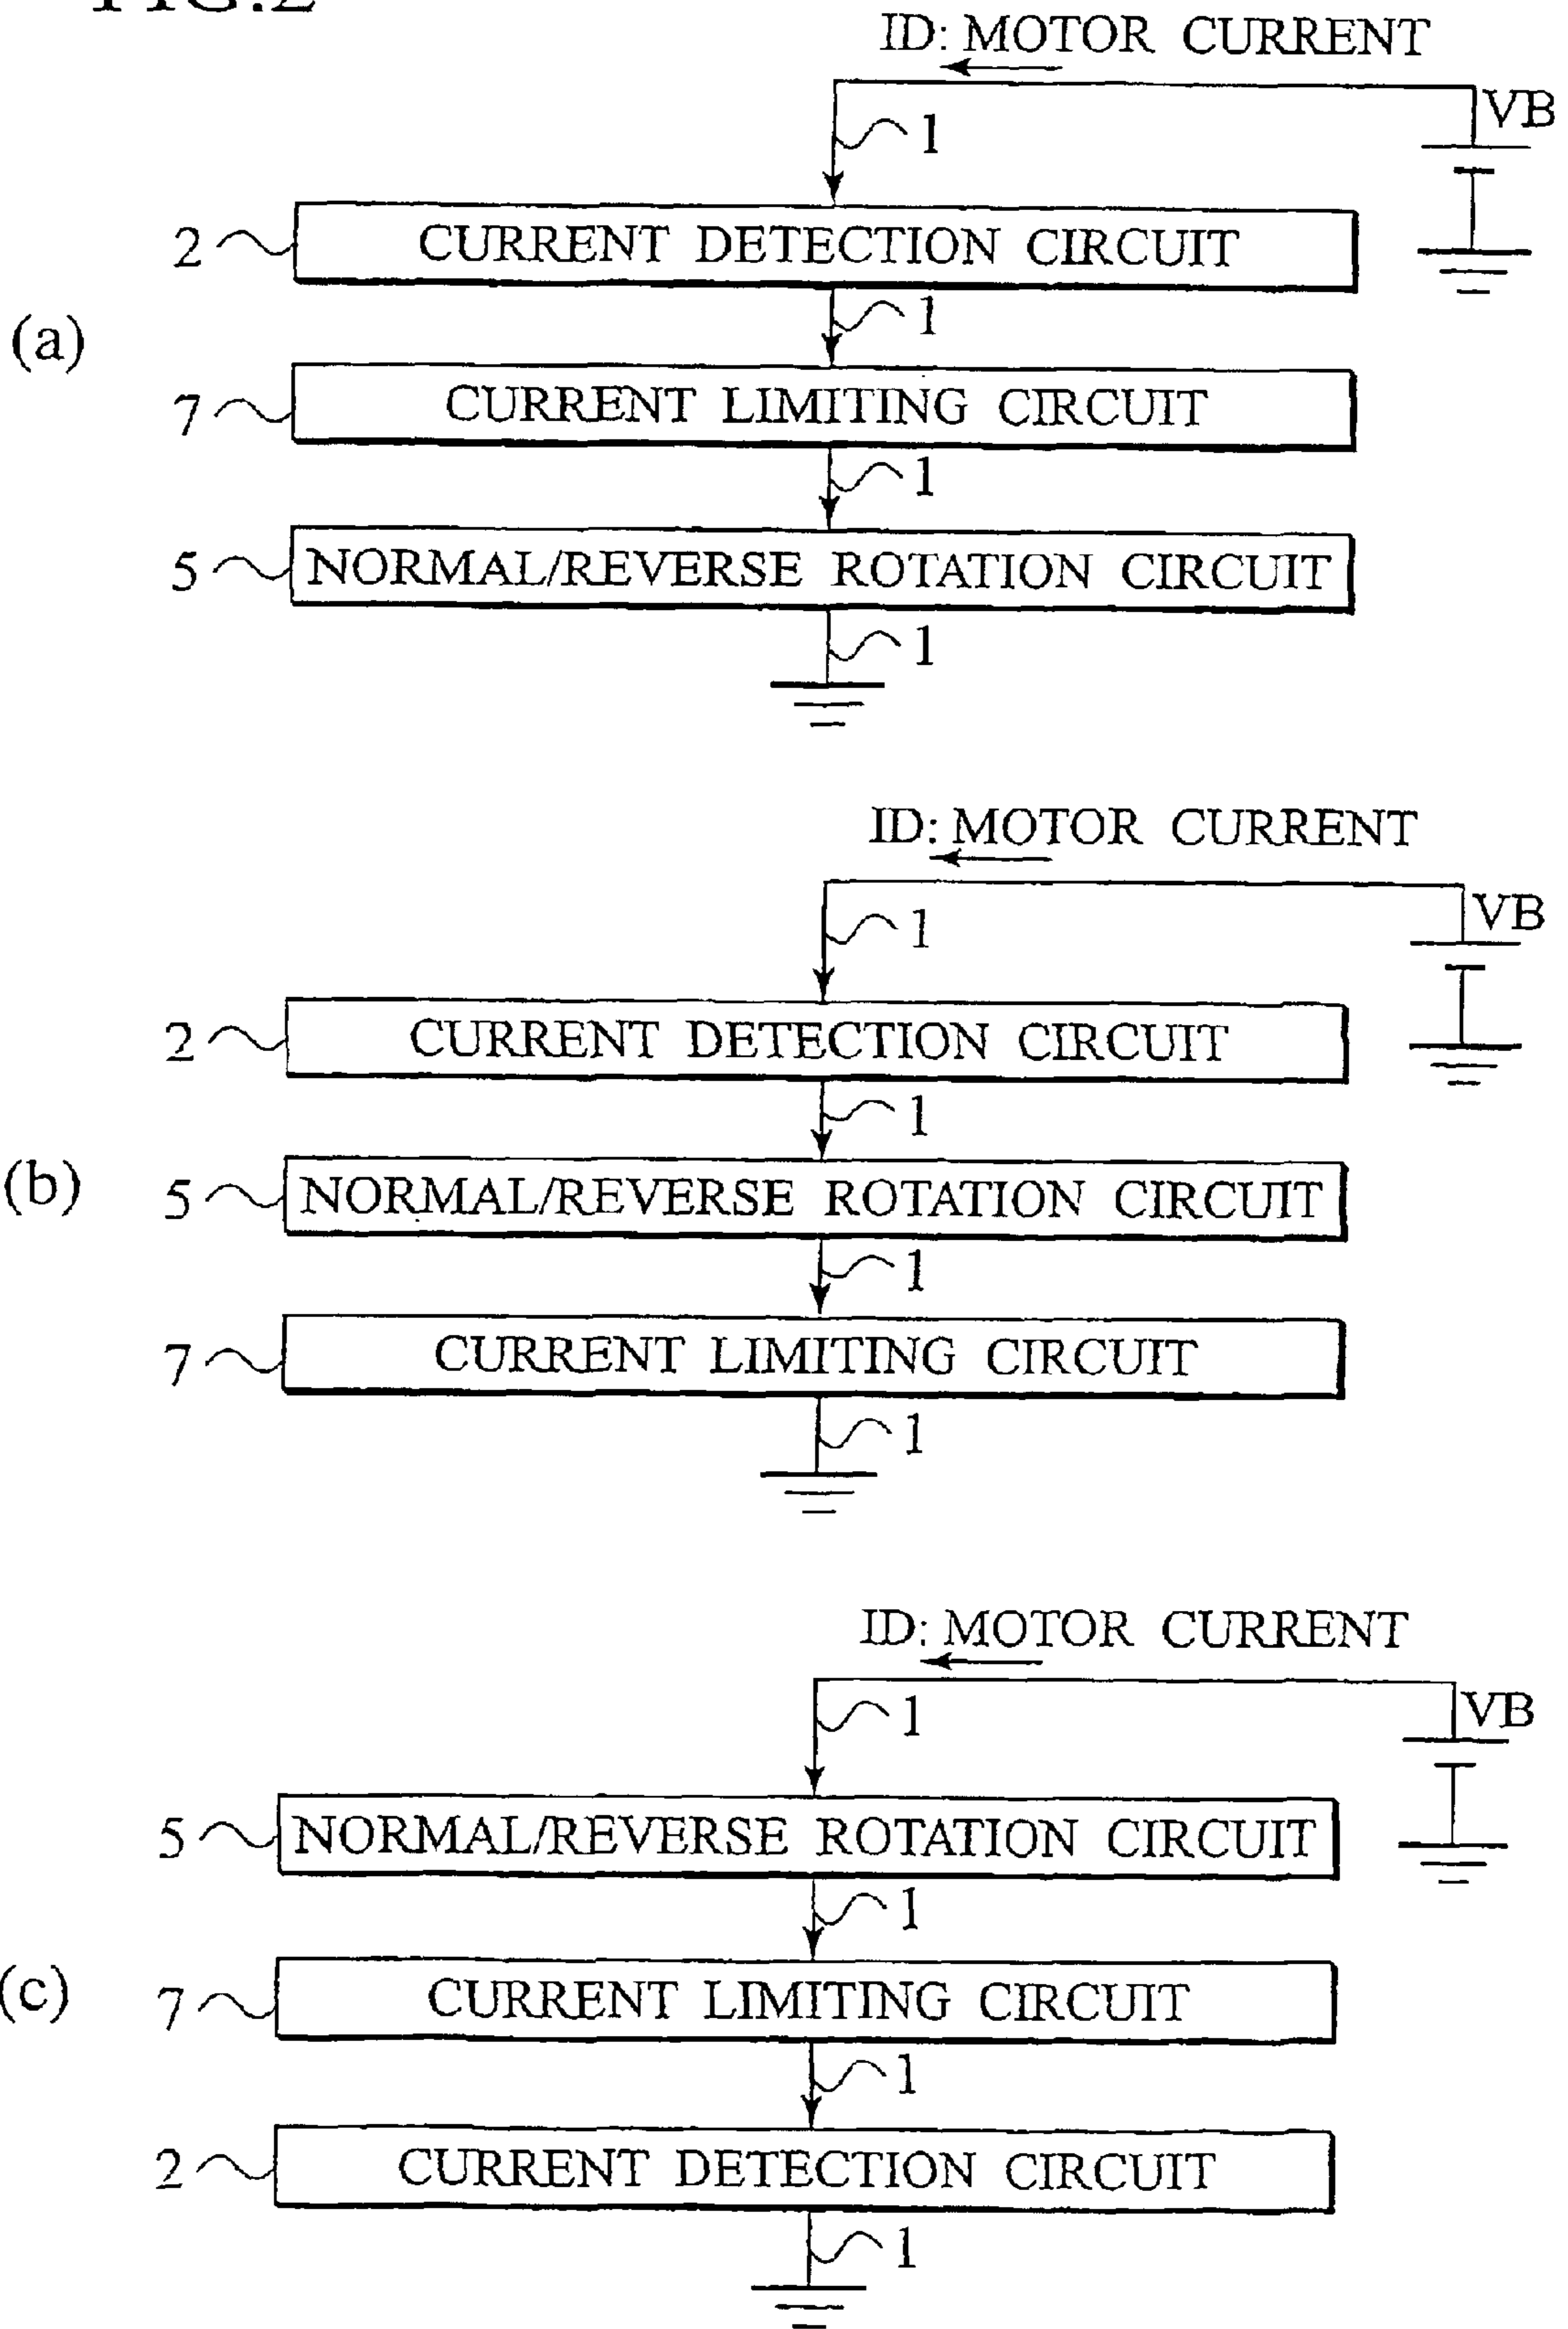 FIG.2
ID: MOTOR CURRENT
VB
1
2 CURRENT DETECTION CIRCUIT
1
(a)
7 CURRENT LIMITING CIRCUIT
1
5 NORMAL/REVERSE ROTATION CIRCUIT
1
ID: MOTOR CURRENT
VB
1
2 CURRENT DETECTION CIRCUIT
1
(b)
5 NORMAL/REVERSE ROTATION CIRCUIT
1
7 CURRENT LIMITING CIRCUIT
1
ID: MOTOR CURRENT
VB
1
5 NORMAL/REVERSE ROTATION CIRCUIT
1
(c)
7 CURRENT LIMITING CIRCUIT
1
2 CURRENT DETECTION CIRCUIT
1